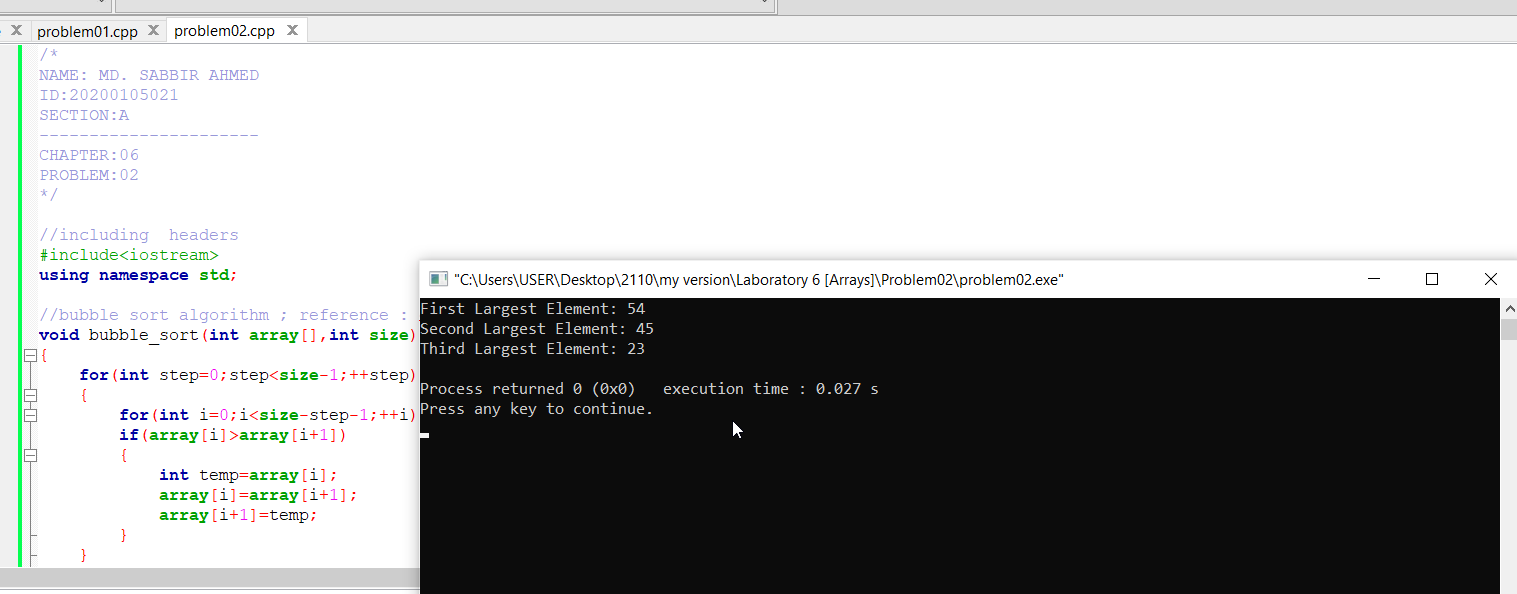 problem01.cpp problem02.cpp
/*
NAME: MD. SABBIR AHMED
ID:20200105021
SECTION:A
----------------------
CHAPTER:06
PROBLEM:02
*/
//including  headers
#include<iostream>
using namespace std;
//bubble sort algorithm ; reference :
void bubble_sort(int array[],int size)
{
for(int step=0;step<size-1;++step)
{
for(int i=0;i<size-step-1;++i)
if(array[i]>array[i+1])
{
int temp=array[i];
array[i]=array[i+1];
array[i+1]=temp;
}
}
"C:\Users\USER\Desktop\2110\my version\Laboratory 6 [Arrays]\Problem02\problem02.exe"
First Largest Element: 54
Second Largest Element: 45
Third Largest Element: 23
Process returned 0 (0x0)   execution time : 0.027 s
Press any key to continue.